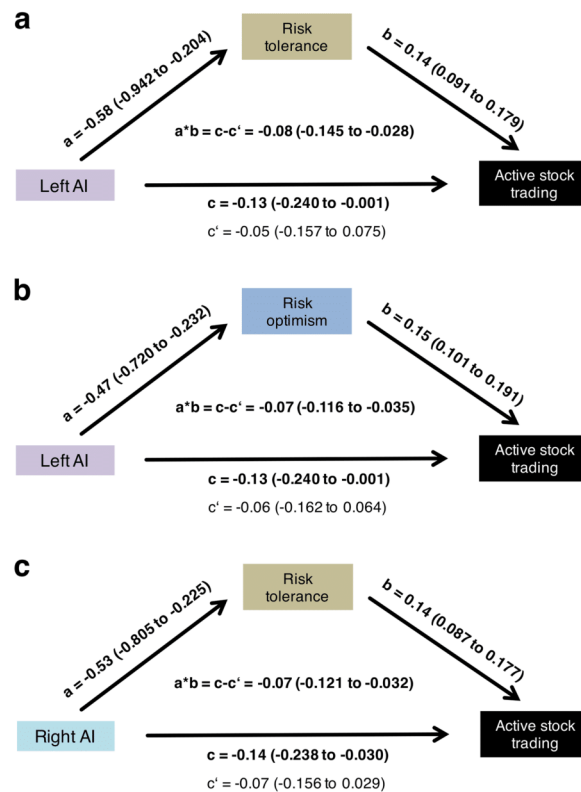 a
Risk
tolerance
a = -0.58 (-0.942 to -0.204)
b = 0.14 (0.091 to 0.179)
a*b = c-c‘ = -0.08 (-0.145 to -0.028)
Left AI
Active stock
trading
c = -0.13 (-0.240 to -0.001)
c‘ = -0.05 (-0.157 to 0.075)
b
Risk
optimism
a = -0.47 (-0.720 to -0.232)
b = 0.15 (0.101 to 0.191)
a*b = c-c‘ = -0.07 (-0.116 to -0.035)
Left AI
Active stock
trading
c = -0.13 (-0.240 to -0.001)
c‘ = -0.06 (-0.162 to 0.064)
c
Risk
tolerance
a = -0.53 (-0.805 to -0.225)
b = 0.14 (0.087 to 0.177)
a*b = c-c‘ = -0.07 (-0.121 to -0.032)
Right AI
Active stock
trading
c = -0.14 (-0.238 to -0.030)
c‘ = -0.07 (-0.156 to 0.029)